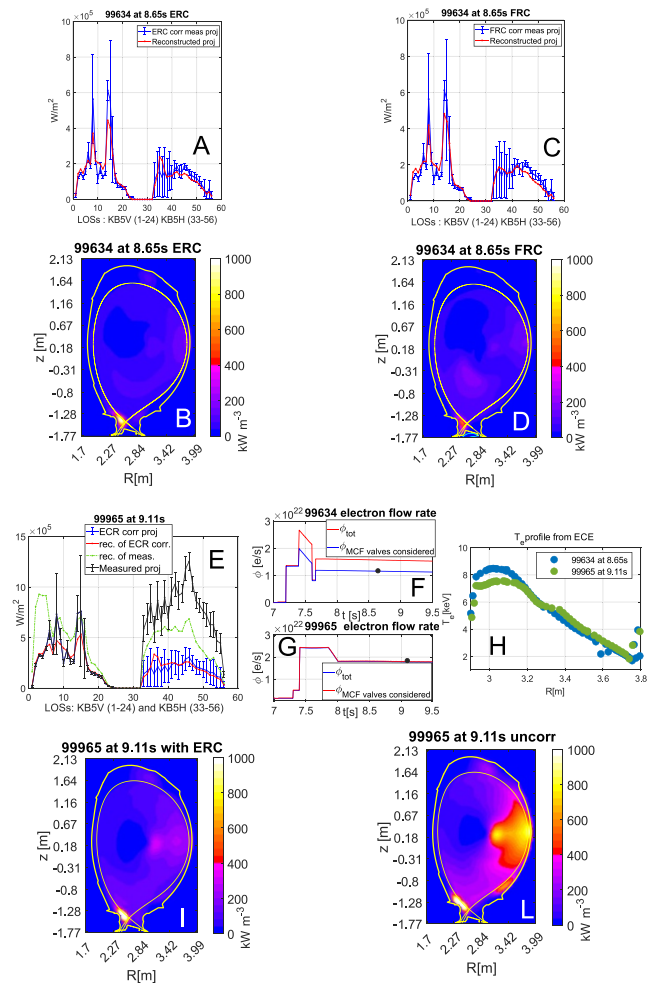 99634 at 8.65s ERC
×10^5
10
8
6
4
2
0
W/m²
ERC corr meas proj
Reconstructed proj
A
0 10 20 30 40 50 60
LOSs : KB5V (1-24) KB5H (33-56)
99634 at 8.65s FRC
×10^5
10
8
6
4
2
0
W/m²
FRC corr meas proj
Reconstructed proj
C
0 10 20 30 40 50 60
LOSs : KB5V (1-24) KB5H (33-56)
99634 at 8.65s ERC
2.13
1.64
1.16
0.67
0.18
-0.31
-0.8
-1.28
-1.77
z [m]
B
1.7 2.27 2.84 3.42 3.99
R[m]
1000
800
600
400
200
0
kW m⁻³
99634 at 8.65s FRC
2.13
1.64
1.16
0.67
0.18
-0.31
-0.8
-1.28
-1.77
z [m]
D
1.7 2.27 2.84 3.42 3.99
R[m]
1000
800
600
400
200
0
kW m⁻³
99965 at 9.11s
×10^5
15
10
5
0
W/m²
ECR corr proj
rec. of ECR corr.
rec. of meas.
Measured proj
E
0 10 20 30 40 50 60
LOSs: KB5V (1-24) and KB5H (33-56)
×10^22 99634 electron flow rate
3
2
1
0
ϕ [e/s]
ϕ_tot
ϕ_MCF valves considered
F
7 7.5 8 8.5 9 9.5
t [s]
×10^22
G 99965 electron flow rate
3
2
1
0
ϕ [e/s]
ϕ_tot
ϕ_MCF valves considered
7 7.5 8 8.5 9 9.5
t[s]
T_e profile from ECE
8
6
4
2
T_e[keV]
99634 at 8.65s
99965 at 9.11s
H
3 3.2 3.4 3.6 3.8
R[m]
99965 at 9.11s with ERC
2.13
1.64
1.16
0.67
0.18
-0.31
-0.8
-1.28
-1.77
z [m]
I
1.7 2.27 2.84 3.42 3.99
R[m]
1000
800
600
400
200
0
kW m⁻³
99965 at 9.11s uncorr
2.13
1.64
1.16
0.67
0.18
-0.31
-0.8
-1.28
-1.77
z [m]
L
1.7 2.27 2.84 3.42 3.99
R[m]
1000
800
600
400
200
0
kW m⁻³